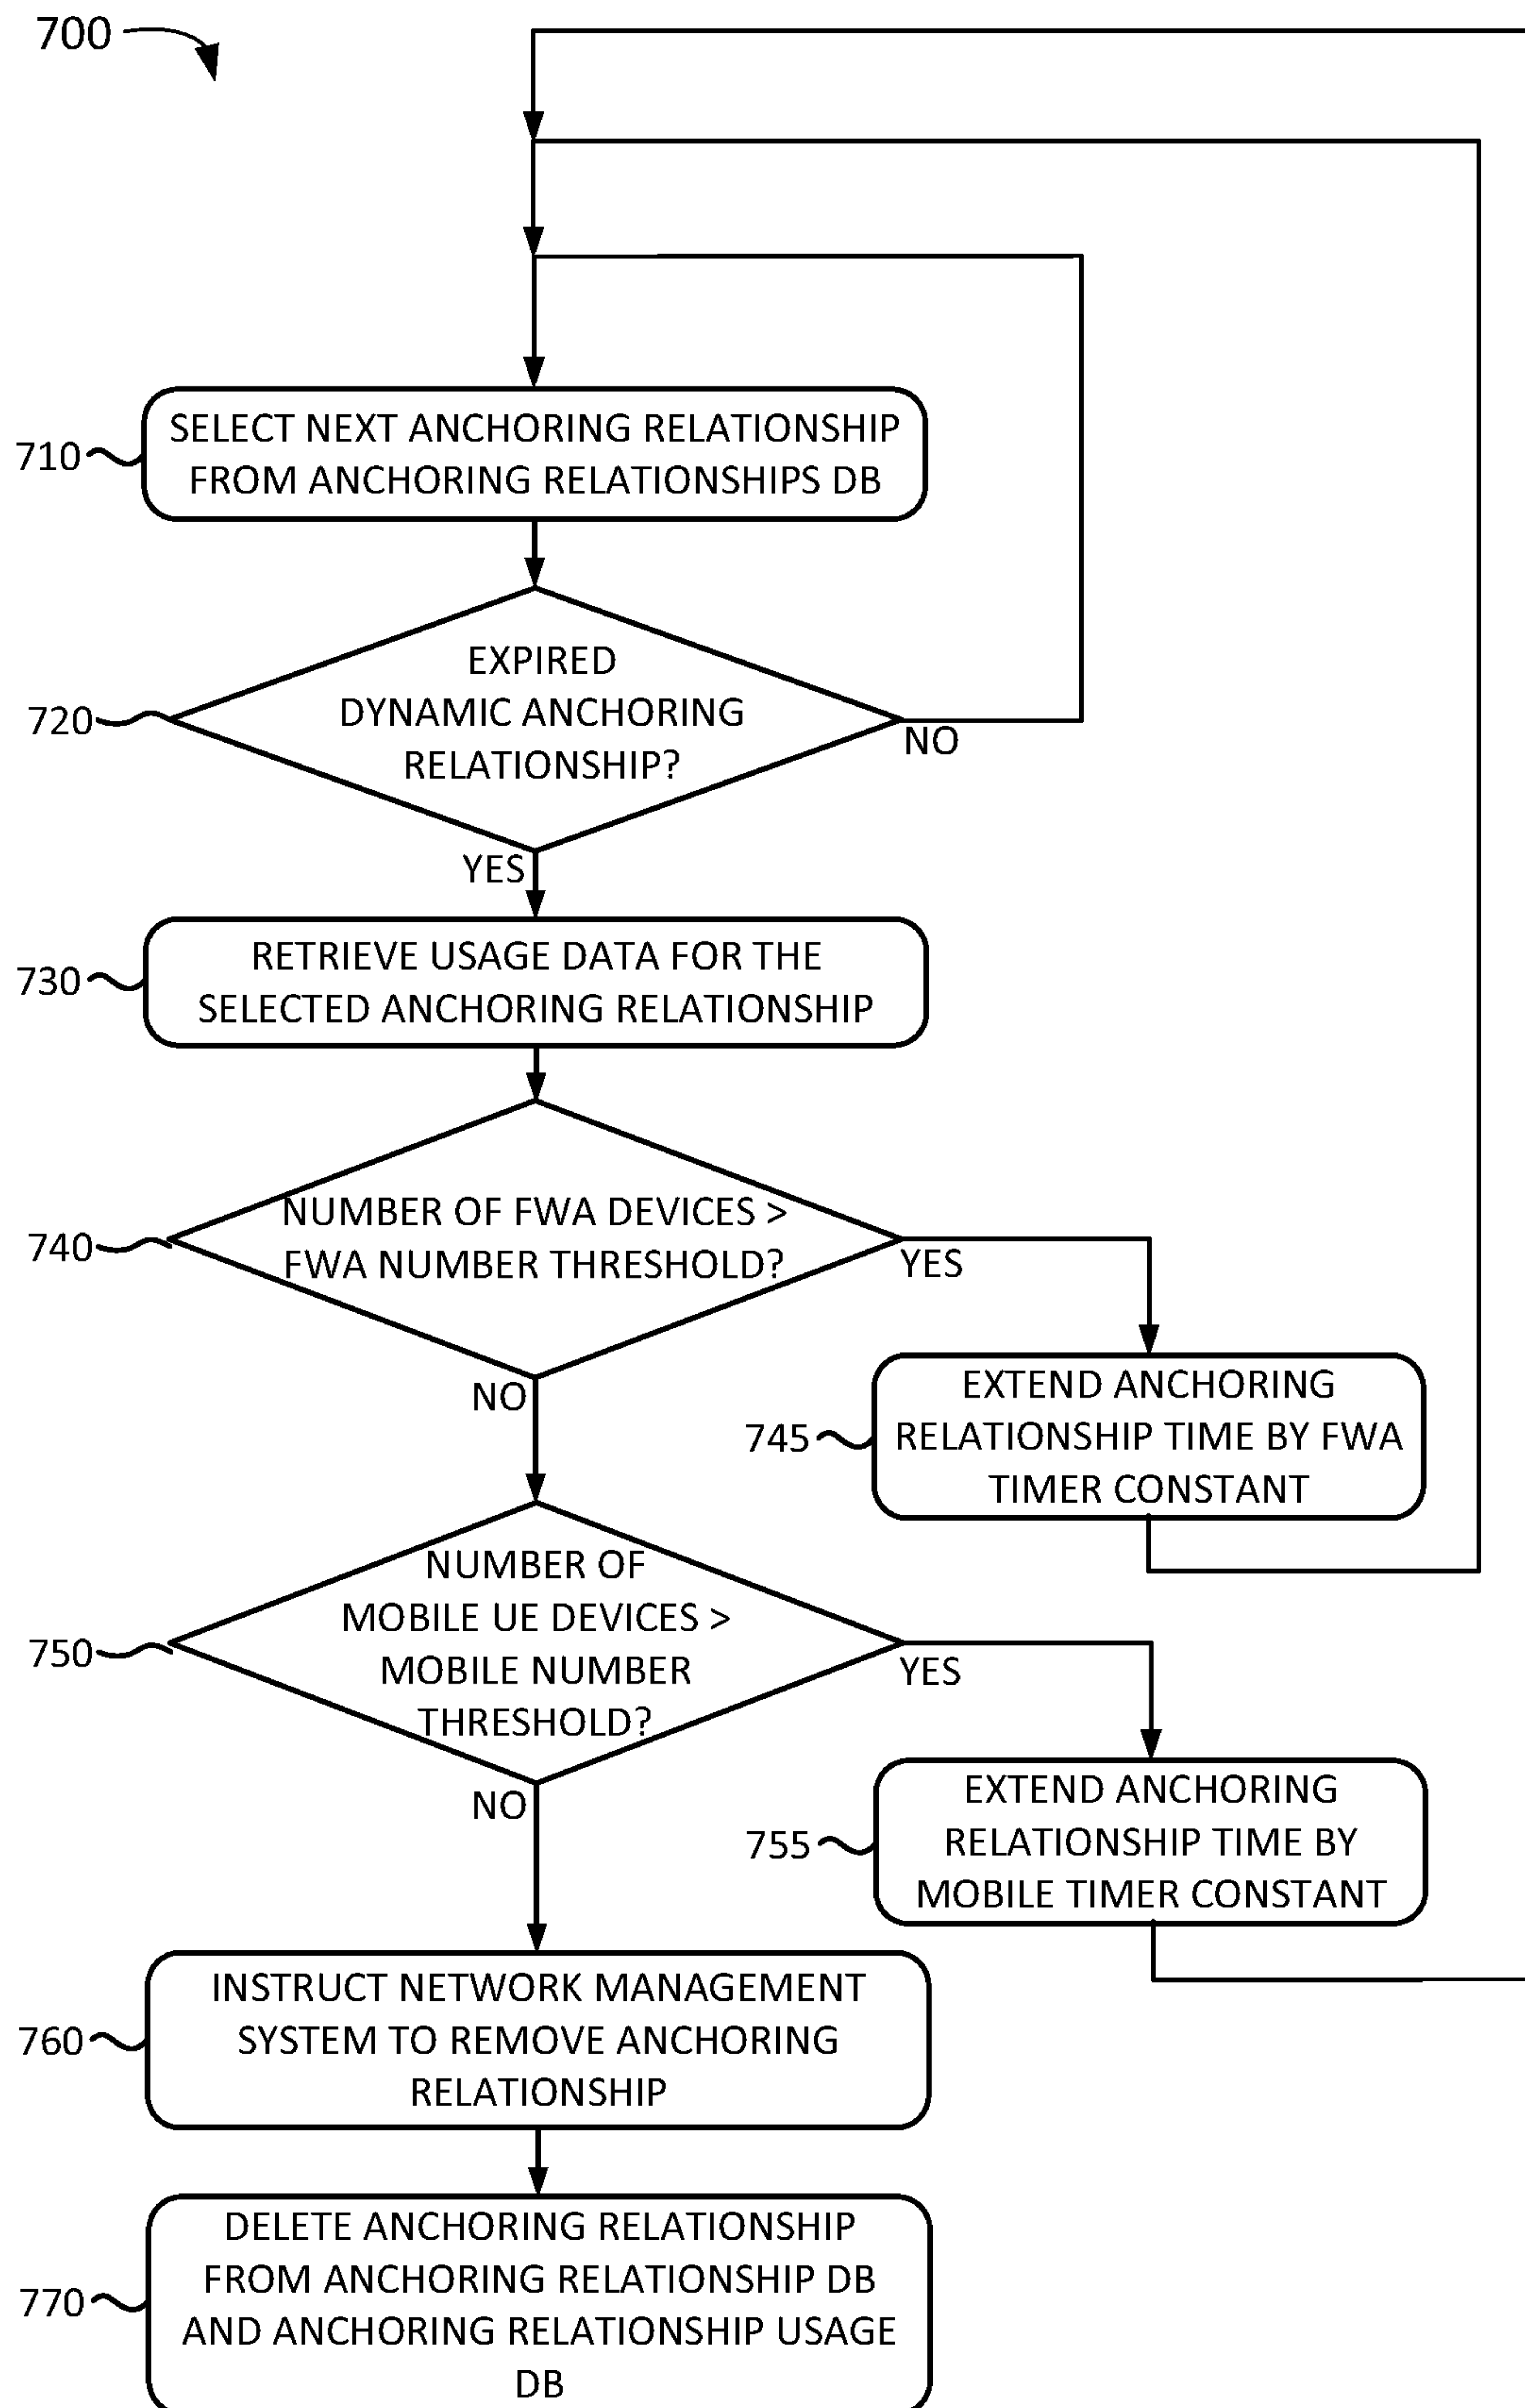 700
710
SELECT NEXT ANCHORING RELATIONSHIP
FROM ANCHORING RELATIONSHIPS DB
720
EXPIRED
DYNAMIC ANCHORING
RELATIONSHIP?
NO
YES
730
RETRIEVE USAGE DATA FOR THE
SELECTED ANCHORING RELATIONSHIP
740
NUMBER OF FWA DEVICES >
FWA NUMBER THRESHOLD?
YES
NO
745
EXTEND ANCHORING
RELATIONSHIP TIME BY FWA
TIMER CONSTANT
750
NUMBER OF
MOBILE UE DEVICES >
MOBILE NUMBER
THRESHOLD?
YES
NO
755
EXTEND ANCHORING
RELATIONSHIP TIME BY
MOBILE TIMER CONSTANT
760
INSTRUCT NETWORK MANAGEMENT
SYSTEM TO REMOVE ANCHORING
RELATIONSHIP
770
DELETE ANCHORING RELATIONSHIP
FROM ANCHORING RELATIONSHIP DB
AND ANCHORING RELATIONSHIP USAGE
DB